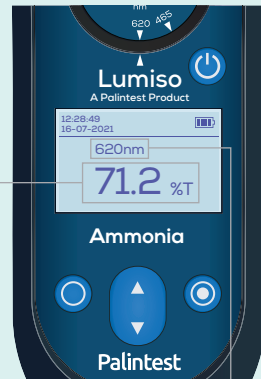 nm
620 465
Lumiso
A Palintest Product
12:28:49
16-07-2021
620nm
71.2 %T
Ammonia
Palintest